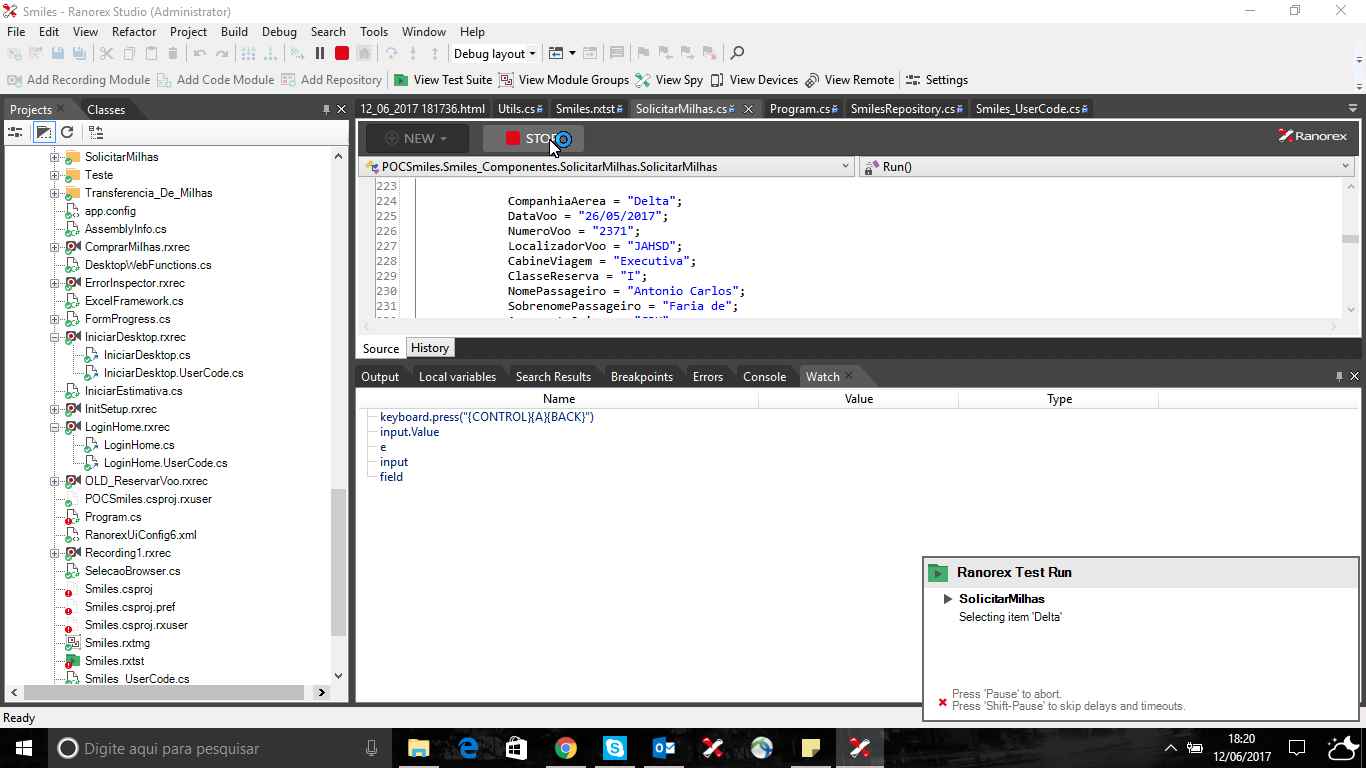 Smiles - Ranorex Studio (Administrator)
File Edit View Refactor Project Build Debug Search Tools Window Help
Debug layout
Add Recording Module Add Code Module Add Repository View Test Suite View Module Groups View Spy View Devices View Remote Settings
Projects Classes
12_06_2017 181736.html Utils.cs Smiles.rxtst SolicitarMilhas.cs Program.cs SmilesRepository.cs Smiles_UserCode.cs
NEW STOP Ranorex
POCSmiles.Smiles_Componentes.SolicitarMilhas.SolicitarMilhas Run()
223
224 CompanhiaAerea = "Delta";
225 DataVoo = "26/05/2017";
226 NumeroVoo = "2371";
227 LocalizadorVoo = "JAHSD";
228 CabineViagem = "Executiva";
229 ClasseReserva = "I";
230 NomePassageiro = "Antonio Carlos";
231 SobrenomePassageiro = "Faria de";
Source History
SolicitarMilhas
Teste
Transferencia_De_Milhas
app.config
AssemblyInfo.cs
ComprarMilhas.rxrec
DesktopWebFunctions.cs
ErrorInspector.rxrec
ExcelFramework.cs
FormProgress.cs
IniciarDesktop.rxrec
IniciarDesktop.cs
IniciarDesktop.UserCode.cs
IniciarEstimativa.cs
InitSetup.rxrec
LoginHome.rxrec
LoginHome.cs
LoginHome.UserCode.cs
OLD_ReservarVoo.rxrec
POCSmiles.csproj.rxuser
Program.cs
RanorexUiConfig6.xml
Recording1.rxrec
SelecaoBrowser.cs
Smiles.csproj
Smiles.csproj.pref
Smiles.csproj.rxuser
Smiles.rxtmg
Smiles.rxtst
Smiles_UserCode.cs
Output Local variables Search Results Breakpoints Errors Console Watch
Name Value Type
keyboard.press("{CONTROL}{A}{BACK}")
input.Value
e
input
field
Ranorex Test Run
SolicitarMilhas
Selecting item 'Delta'
Press 'Pause' to abort.
Press 'Shift-Pause' to skip delays and timeouts.
Ready
Digite aqui para pesquisar
18:20
12/06/2017